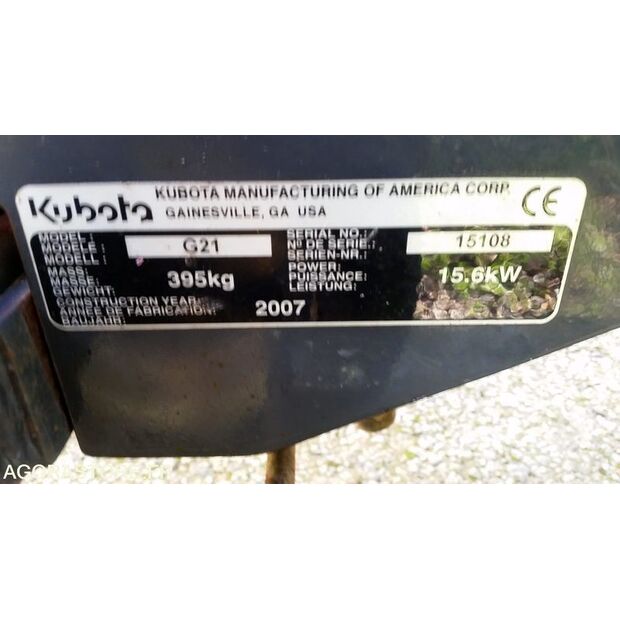 Kubota KUBOTA MANUFACTURING OF AMERICA CORP. CE
GAINESVILLE, GA USA
MODEL: SERIAL NO.:
MODELE: G21 Nº DE SERIE: 15108
MODELL: SERIEN-NR.:
MASS: POWER:
MASSE: 395kg PUISSANCE: 15.6kW
GEWICHT: LEISTUNG:
CONSTRUCTION YEAR:
ANNEE DE FABRICATION: 2007
BAUJAHR: